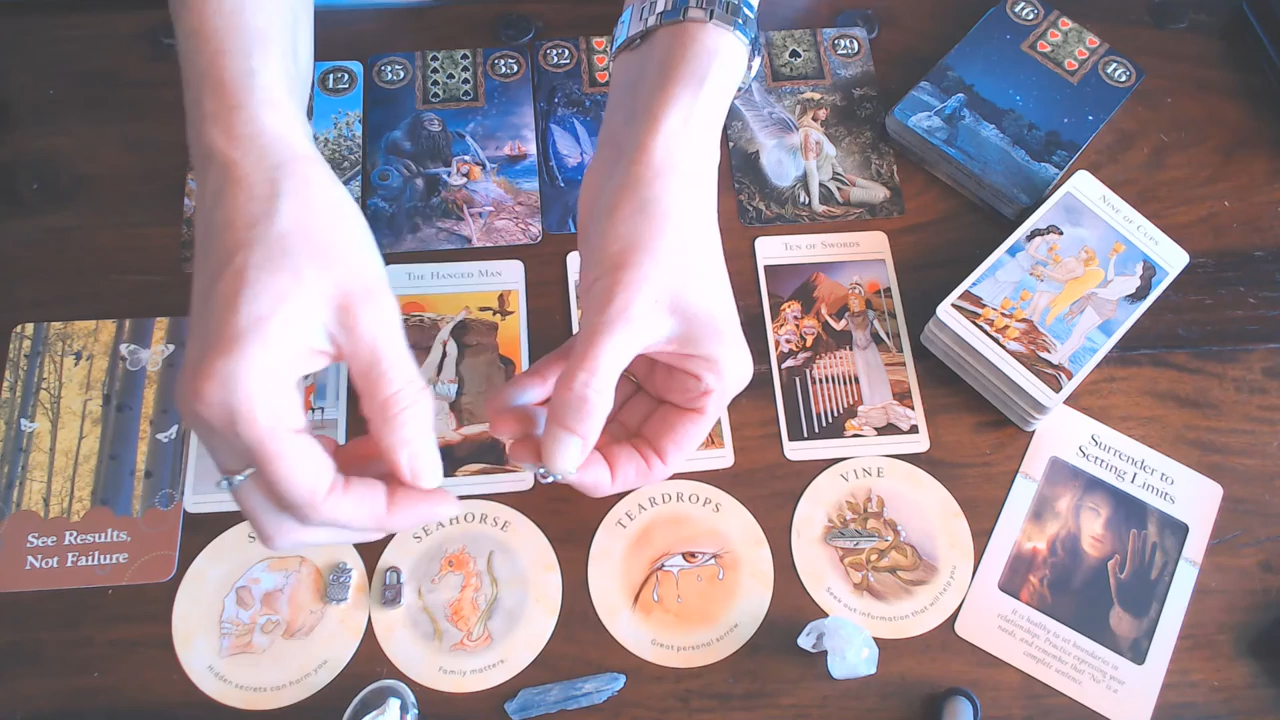 12
35
35
32
29
16
16
Nine of Cups
The Hanged Man
Ten of Swords
See Results,
Not Failure
Surrender to
Setting Limits
It is healthy to set boundaries in
relationships. Practice expressing your
needs, and remember that "No" is a
complete sentence.
Hidden secrets can harm you.
SEAHORSE
Family matters.
TEARDROPS
Great personal sorrow
VINE
Seek out information that will help you